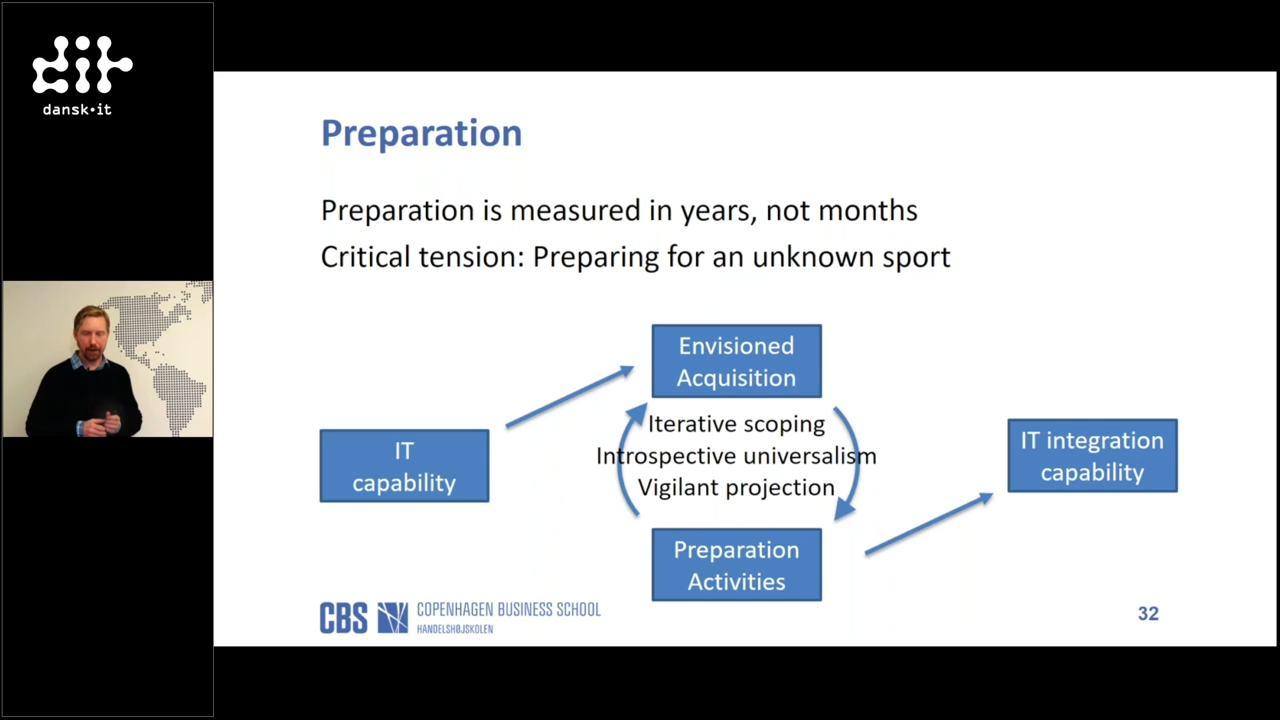 dit
dansk•it
Preparation
Preparation is measured in years, not months
Critical tension: Preparing for an unknown sport
Envisioned
Acquisition
Iterative scoping
Introspective universalism
Vigilant projection
IT
capability
IT integration
capability
Preparation
Activities
CBS
COPENHAGEN BUSINESS SCHOOL
HANDELSHØJSKOLEN
32